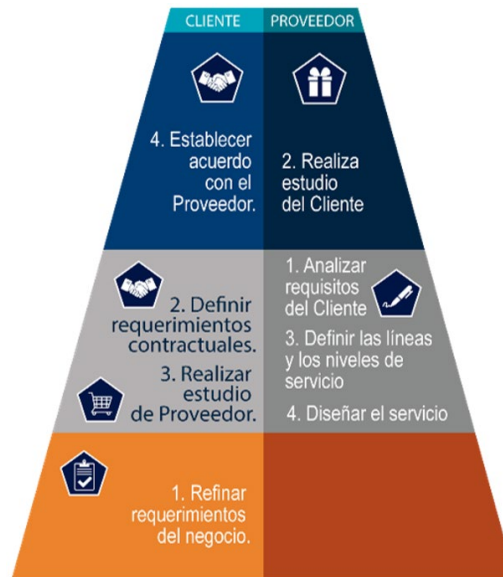 CLIENTE
PROVEEDOR
4. Establecer
acuerdo
con el
Proveedor.
2. Realiza
estudio
del Cliente
2. Definir
requerimientos
contractuales.
3. Realizar
estudio
de Proveedor.
1. Analizar
requisitos
del Cliente
3. Definir las líneas
y los niveles de
servicio
4. Diseñar el servicio
1. Refinar
requerimientos
del negocio.